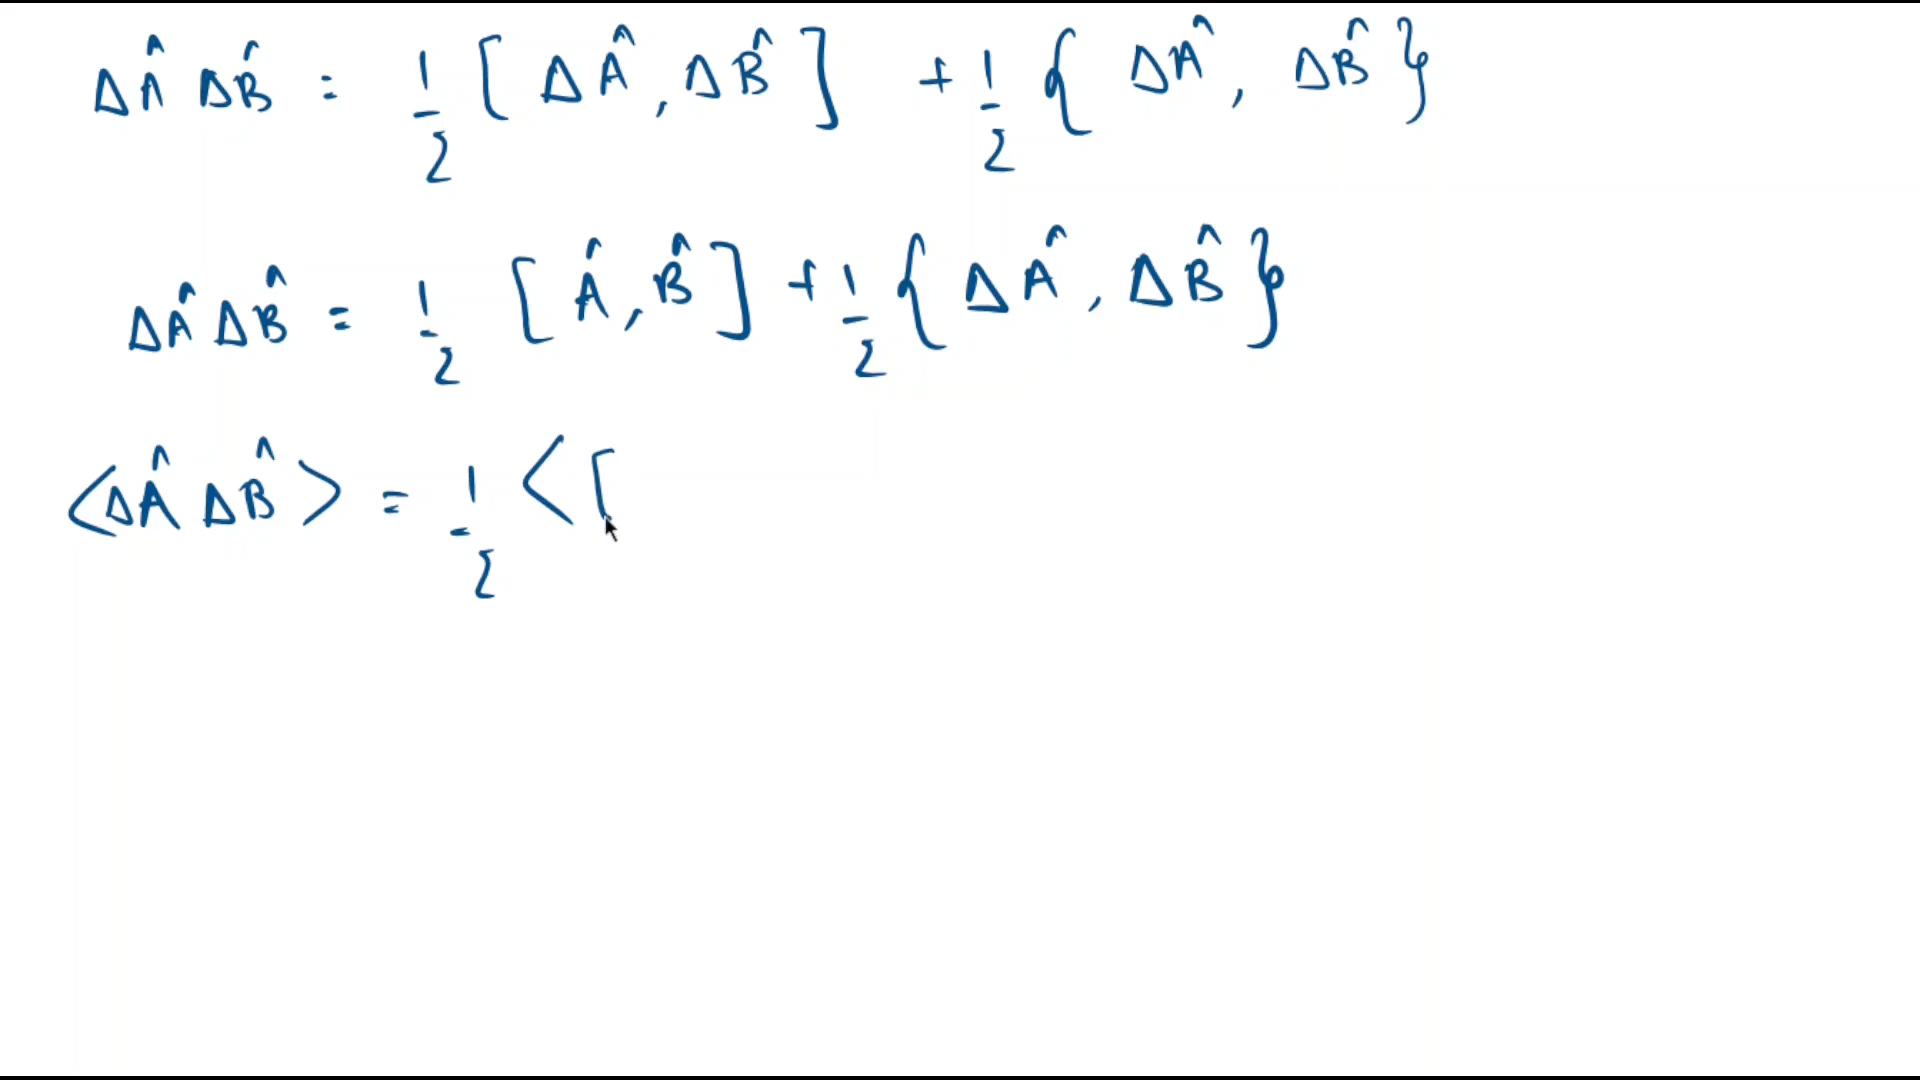 ΔÂ ΔB̂ = 1/2 [ΔÂ, ΔB̂] + 1/2 {ΔÂ, ΔB̂}
ΔÂ ΔB̂ = 1/2 [Â, B̂] + 1/2 {ΔÂ, ΔB̂}
<ΔÂ ΔB̂> = 1/2 <[